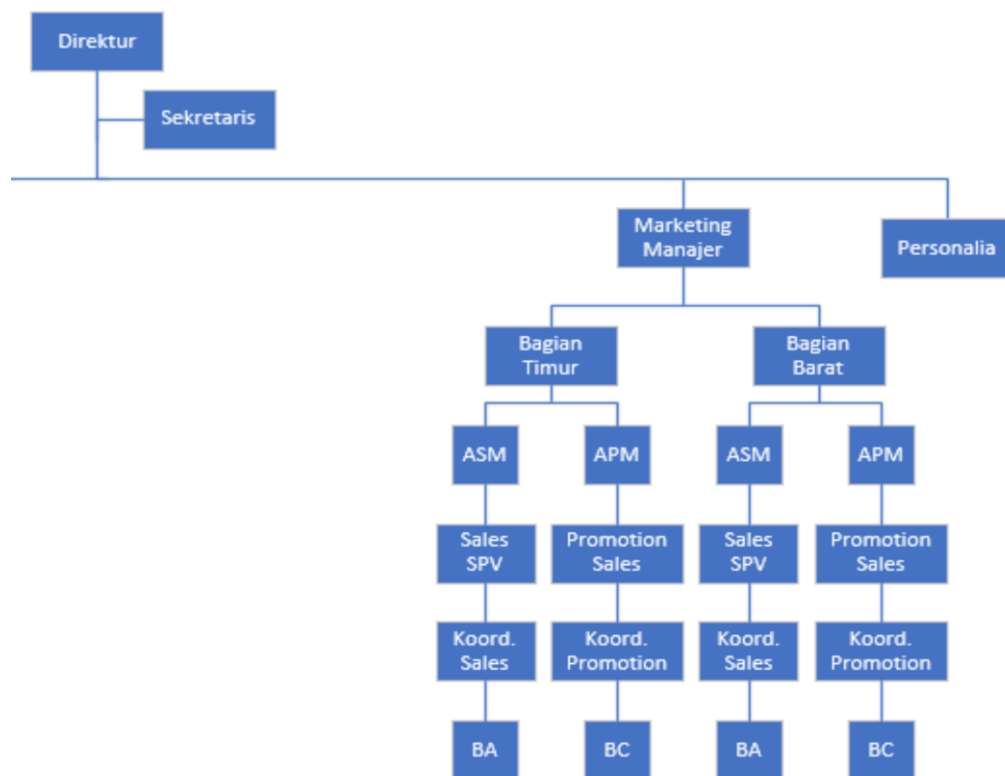 Direktur
Sekretaris
Marketing
Manajer
Personalia
Bagian
Timur
Bagian
Barat
ASM
APM
ASM
APM
Sales
SPV
Promotion
Sales
Sales
SPV
Promotion
Sales
Koord.
Sales
Koord.
Promotion
Koord.
Sales
Koord.
Promotion
BA
BC
BA
BC